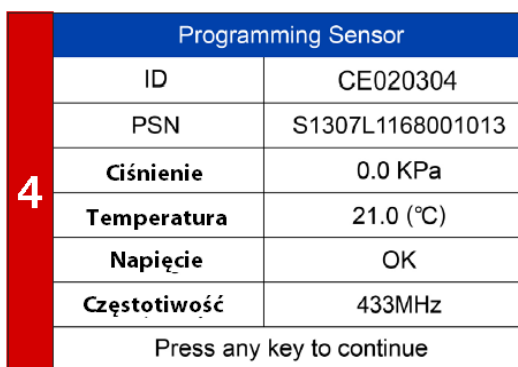 4
Programming Sensor
ID CE020304
PSN S1307L1168001013
Ciśnienie 0.0 KPa
Temperatura 21.0 (℃)
Napięcie OK
Częstotiwość 433MHz
Press any key to continue